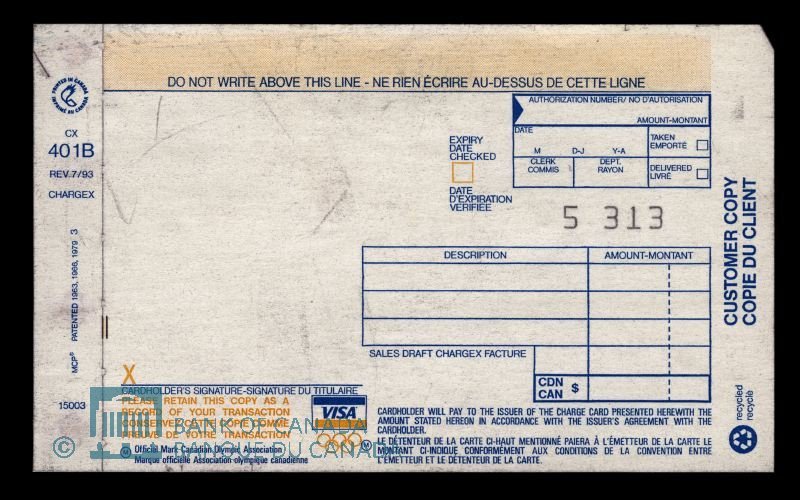 DO NOT WRITE ABOVE THIS LINE - NE RIEN ÉCRIRE AU-DESSUS DE CETTE LIGNE
PRINTED IN CANADA
IMPRIMÉ AU CANADA
CX
401B
REV.7/93
CHARGEX
MCP® PATENTED 1963, 1966, 1979 3
15003
AUTHORIZATION NUMBER/ NO D'AUTORISATION
AMOUNT-MONTANT
DATE
M D-J Y-A
TAKEN
EMPORTÉ
CLERK
COMMIS
DEPT.
RAYON
DELIVERED
LIVRÉ
EXPIRY
DATE
CHECKED
DATE
D'EXPIRATION
VERIFIÉE
5 313
DESCRIPTION
AMOUNT-MONTANT
SALES DRAFT CHARGEX FACTURE
CDN
CAN $
CUSTOMER COPY
COPIE DU CLIENT
recycled
recyclé
X
CARDHOLDER'S SIGNATURE-SIGNATURE DU TITULAIRE
PLEASE RETAIN THIS COPY AS A
RECORD OF YOUR TRANSACTION
CONSERVEZ CETTE COPIE COMME
PREUVE DE VOTRE TRANSACTION
VISA
M Official Mark Canadian Olympic Association
Marque officielle Association olympique canadienne
M
CARDHOLDER WILL PAY TO THE ISSUER OF THE CHARGE CARD PRESENTED HEREWITH THE
AMOUNT STATED HEREON IN ACCORDANCE WITH THE ISSUER'S AGREEMENT WITH THE
CARDHOLDER.
LE DÉTENTEUR DE LA CARTE CI-HAUT MENTIONNÉ PAIERA À L'ÉMETTEUR DE LA CARTE LE
MONTANT CI-INDIQUÉ CONFORMÉMENT AUX CONDITIONS DE LA CONVENTION ENTRE
L'ÉMETTEUR ET LE DÉTENTEUR DE LA CARTE.
© BANK OF CANADA
BANQUE DU CANADA